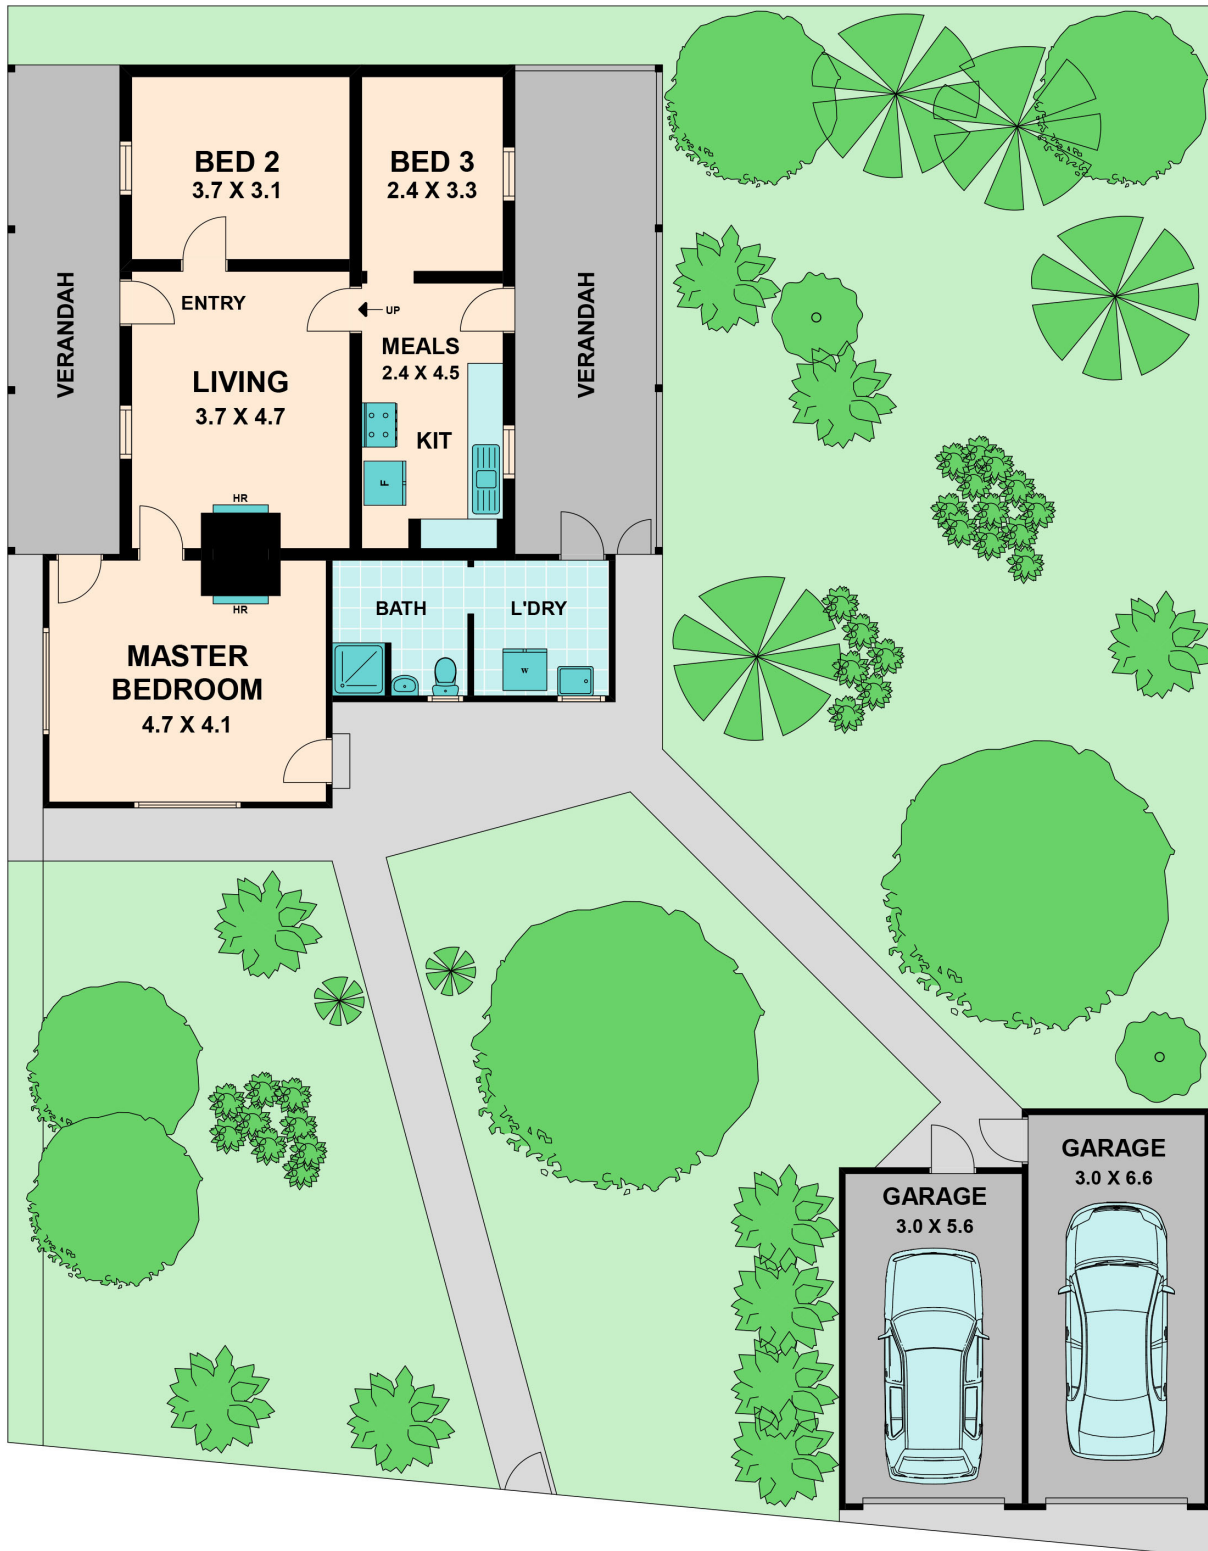 BED 2
3.7 X 3.1
BED 3
2.4 X 3.3
VERANDAH
ENTRY
UP
MEALS
2.4 X 4.5
VERANDAH
LIVING
3.7 X 4.7
KIT
F
HR
HR
BATH
L'DRY
W
MASTER
BEDROOM
4.7 X 4.1
GARAGE
3.0 X 6.6
GARAGE
3.0 X 5.6